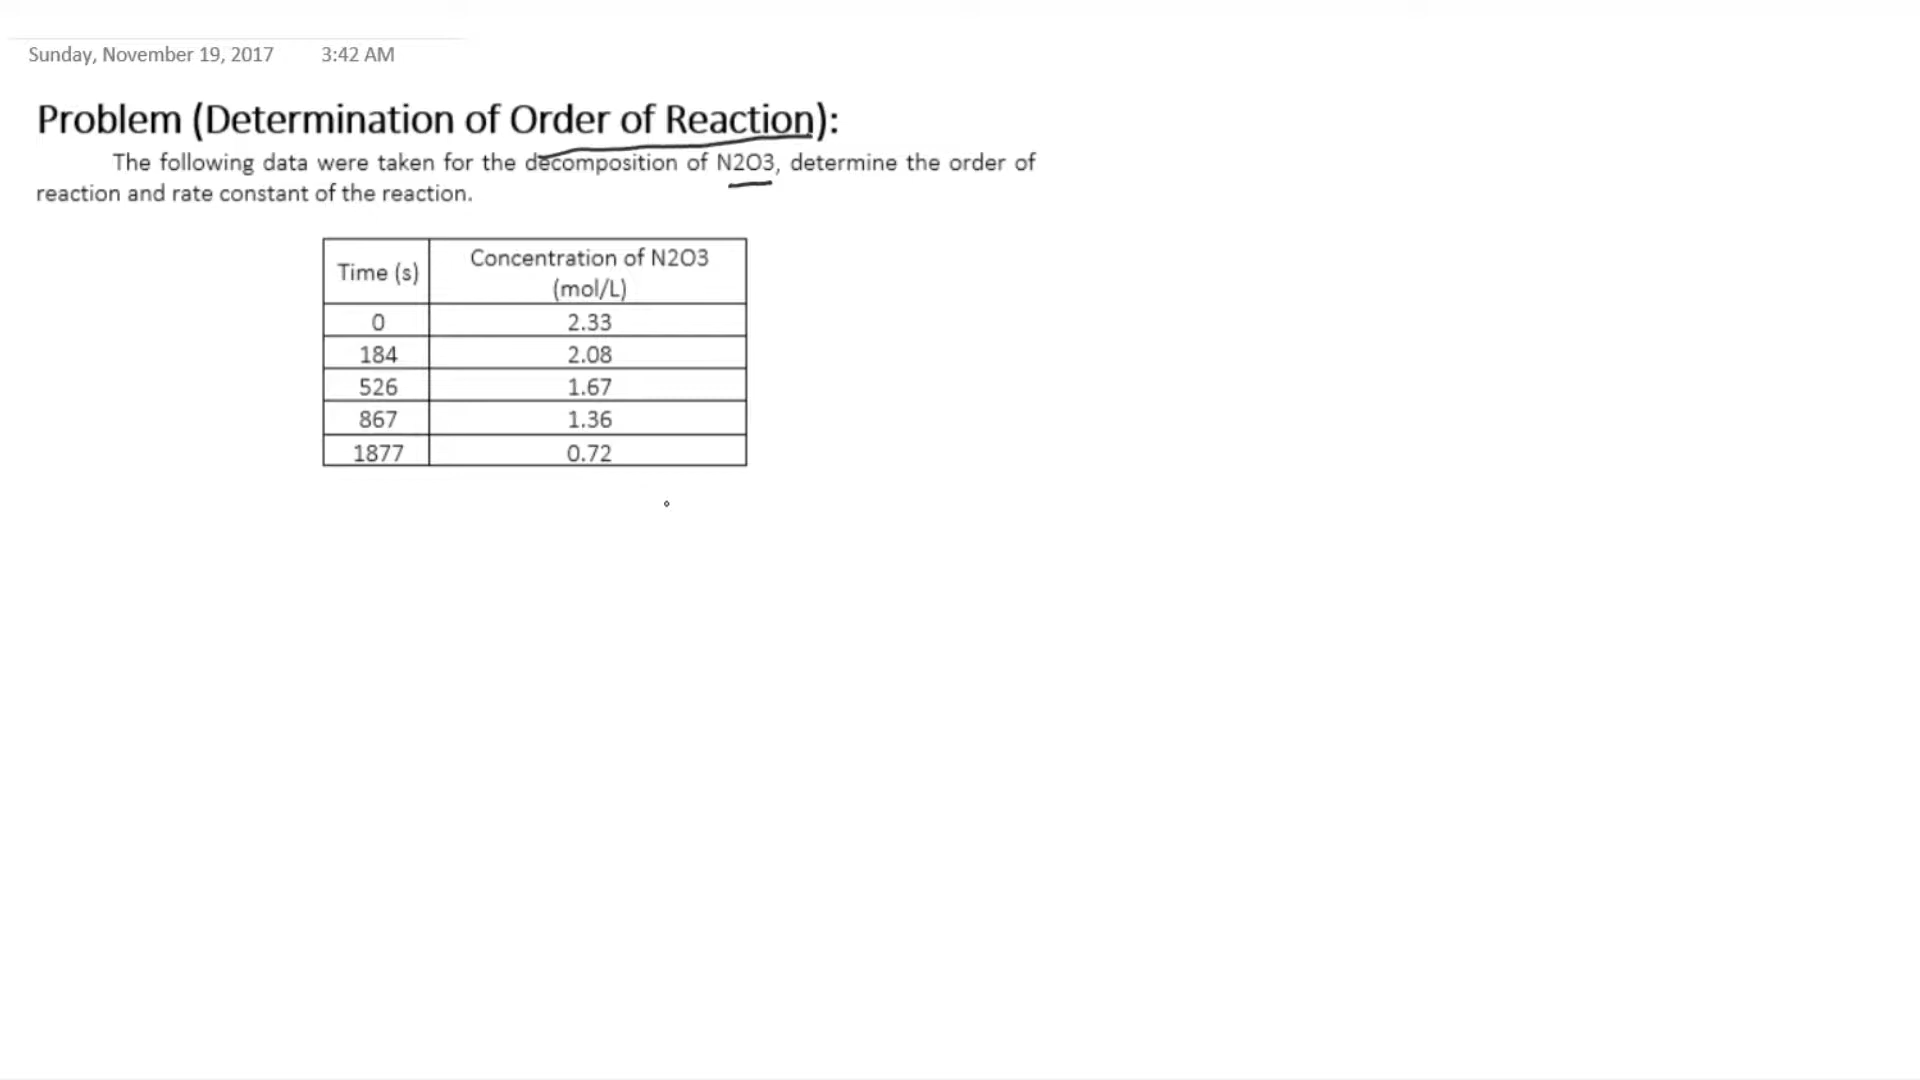 Sunday, November 19, 2017 3:42 AM
Problem (Determination of Order of Reaction):
The following data were taken for the decomposition of N2O3, determine the order of
reaction and rate constant of the reaction.
Time (s) Concentration of N2O3
(mol/L)
0 2.33
184 2.08
526 1.67
867 1.36
1877 0.72